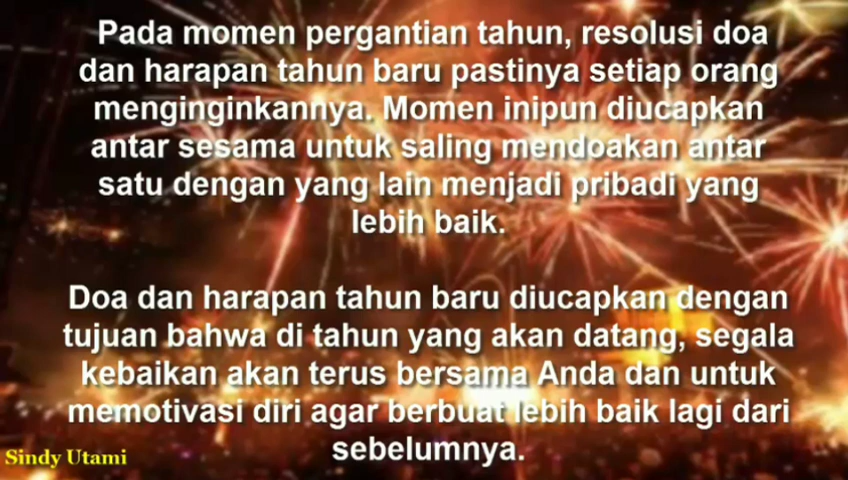 Pada momen pergantian tahun, resolusi doa
dan harapan tahun baru pastinya setiap orang
menginginkannya. Momen inipun diucapkan
antar sesama untuk saling mendoakan antar
satu dengan yang lain menjadi pribadi yang
lebih baik.
Doa dan harapan tahun baru diucapkan dengan
tujuan bahwa di tahun yang akan datang, segala
kebaikan akan terus bersama Anda dan untuk
memotivasi diri agar berbuat lebih baik lagi dari
sebelumnya.
Sindy Utami